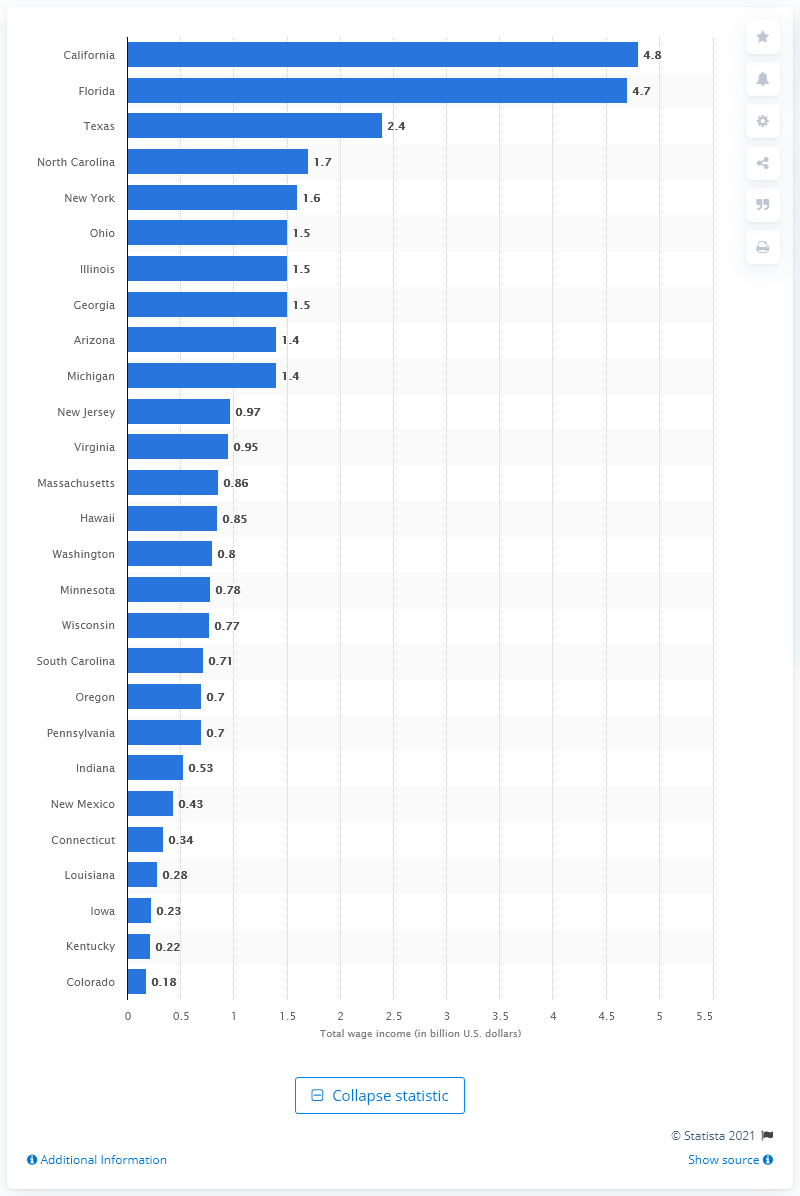 California 4.8
Florida 4.7
Texas 2.4
North Carolina 1.7
New York 1.6
Ohio 1.5
Illinois 1.5
Georgia 1.5
Arizona 1.4
Michigan 1.4
New Jersey 0.97
Virginia 0.95
Massachusetts 0.86
Hawaii 0.85
Washington 0.8
Minnesota 0.78
Wisconsin 0.77
South Carolina 0.71
Oregon 0.7
Pennsylvania 0.7
Indiana 0.53
New Mexico 0.43
Connecticut 0.34
Louisiana 0.28
Iowa 0.23
Kentucky 0.22
Colorado 0.18
0 0.5 1 1.5 2 2.5 3 3.5 4 4.5 5 5.5
Total wage income (in billion U.S. dollars)
Collapse statistic
© Statista 2021
Additional Information Show source